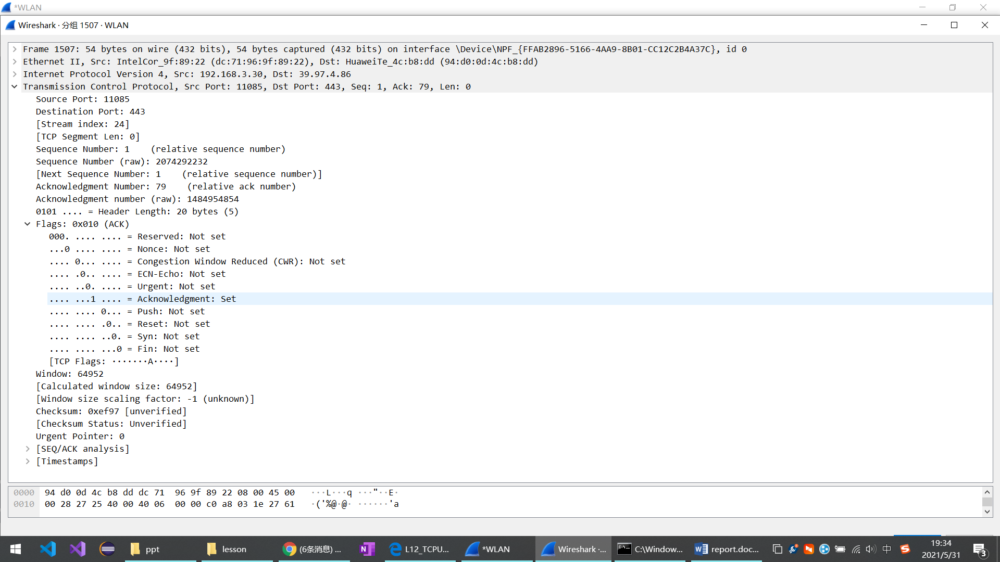 *WLAN
Wireshark · 分组 1507 · WLAN
Frame 1507: 54 bytes on wire (432 bits), 54 bytes captured (432 bits) on interface \Device\NPF_{FFAB2896-5166-4AA9-8B01-CC12C2B4A37C}, id 0
Ethernet II, Src: IntelCor_9f:89:22 (dc:71:96:9f:89:22), Dst: HuaweiTe_4c:b8:dd (94:d0:0d:4c:b8:dd)
Internet Protocol Version 4, Src: 192.168.3.30, Dst: 39.97.4.86
Transmission Control Protocol, Src Port: 11085, Dst Port: 443, Seq: 1, Ack: 79, Len: 0
Source Port: 11085
Destination Port: 443
[Stream index: 24]
[TCP Segment Len: 0]
Sequence Number: 1    (relative sequence number)
Sequence Number (raw): 2074292232
[Next Sequence Number: 1    (relative sequence number)]
Acknowledgment Number: 79    (relative ack number)
Acknowledgment number (raw): 1484954854
0101 .... = Header Length: 20 bytes (5)
Flags: 0x010 (ACK)
000. .... .... = Reserved: Not set
...0 .... .... = Nonce: Not set
.... 0... .... = Congestion Window Reduced (CWR): Not set
.... .0.. .... = ECN-Echo: Not set
.... ..0. .... = Urgent: Not set
.... ...1 .... = Acknowledgment: Set
.... .... 0... = Push: Not set
.... .... .0.. = Reset: Not set
.... .... ..0. = Syn: Not set
.... .... ...0 = Fin: Not set
[TCP Flags: ·······A····]
Window: 64952
[Calculated window size: 64952]
[Window size scaling factor: -1 (unknown)]
Checksum: 0xef97 [unverified]
[Checksum Status: Unverified]
Urgent Pointer: 0
[SEQ/ACK analysis]
[Timestamps]
0000 94 d0 0d 4c b8 dd dc 71 96 9f 89 22 08 00 45 00 ···L···q ···"··E·
0010 00 28 27 25 40 00 40 06 00 00 c0 a8 03 1e 27 61 ·('%@·@· ······'a
ppt
lesson
(6条消息) ...
N
L12_TCPU...
*WLAN
Wireshark ·...
C:\Window...
report.doc...
中
19:34
2021/5/31
3